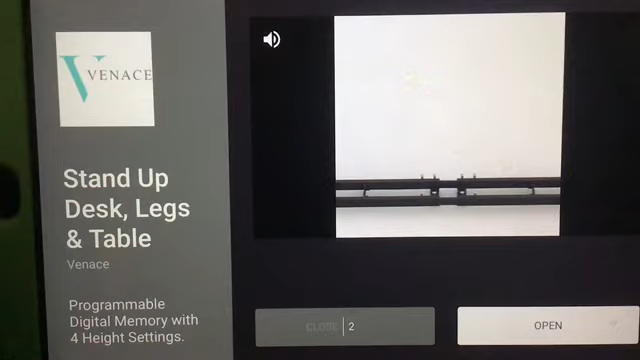 VENACE
Stand Up
Desk, Legs
& Table
Venace
Programmable
Digital Memory with
4 Height Settings.
CLOSE 2
OPEN